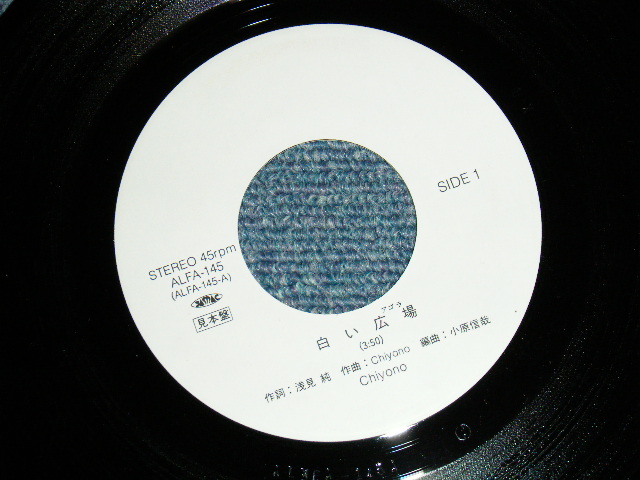 SIDE 1
STEREO 45rpm
ALFA-145
(ALFA-145-A)
見本盤
アゴラ
白い広場
(3:50)
作詞：浅見 純 作曲：Chiyono 編曲：小原信哉
Chiyono